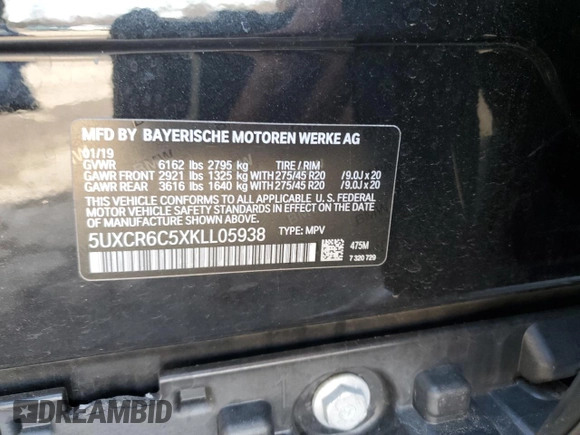 MFD BY BAYERISCHE MOTOREN WERKE AG
01/19
GVWR 6162 lbs 2795 kg TIRE / RIM
GAWR FRONT 2921 lbs 1325 kg WITH 275/45 R20 /9.0J x 20
GAWR REAR 3616 lbs 1640 kg WITH 275/45 R20 /9.0J x 20
THIS VEHICLE CONFORMS TO ALL APPLICABLE U. S. FEDERAL
MOTOR VEHICLE SAFETY STANDARDS IN EFFECT ON
THE DATE OF MANUFACTURE SHOWN ABOVE.
5UXCR6C5XKLL05938 TYPE: MPV
475M
7 320 729
DREAMBID